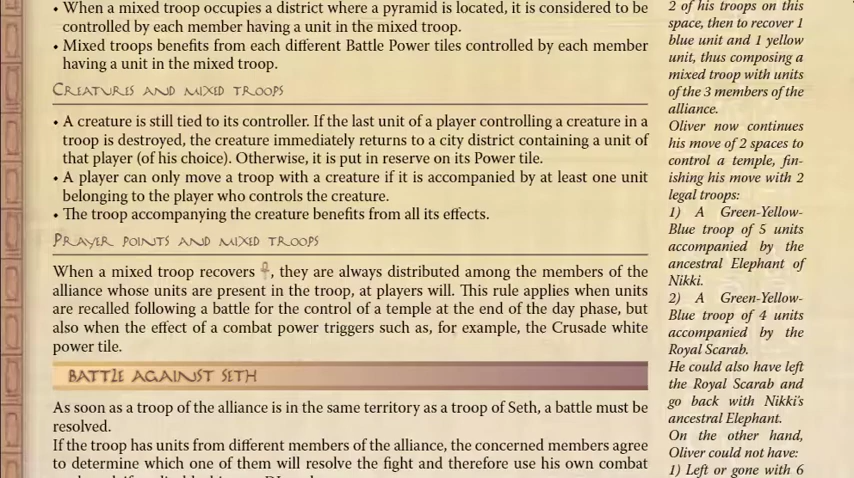 • When a mixed troop occupies a district where a pyramid is located, it is considered to be
controlled by each member having a unit in the mixed troop.
• Mixed troops benefits from each different Battle Power tiles controlled by each member
having a unit in the mixed troop.
Creatures and mixed troops
• A creature is still tied to its controller. If the last unit of a player controlling a creature in a
troop is destroyed, the creature immediately returns to a city district containing a unit of
that player (of his choice). Otherwise, it is put in reserve on its Power tile.
• A player can only move a troop with a creature if it is accompanied by at least one unit
belonging to the player who controls the creature.
• The troop accompanying the creature benefits from all its effects.
Prayer points and mixed troops
When a mixed troop recovers , they are always distributed among the members of the
alliance whose units are present in the troop, at players will. This rule applies when units
are recalled following a battle for the control of a temple at the end of the day phase, but
also when the effect of a combat power triggers such as, for example, the Crusade white
power tile.
Battle against Seth
As soon as a troop of the alliance is in the same territory as a troop of Seth, a battle must be
resolved.
If the troop has units from different members of the alliance, the concerned members agree
to determine which one of them will resolve the fight and therefore use his own combat
2 of his troops on this
space, then to recover 1
blue unit and 1 yellow
unit, thus composing a
mixed troop with units
of the 3 members of the
alliance.
Oliver now continues
his move of 2 spaces to
control a temple, fin-
ishing his move with 2
legal troops:
1) A Green-Yellow-
Blue troop of 5 units
accompanied by the
ancestral Elephant of
Nikki.
2) A Green-Yellow-
Blue troop of 4 units
accompanied by the
Royal Scarab.
He could also have left
the Royal Scarab and
go back with Nikki's
ancestral Elephant.
On the other hand,
Oliver could not have:
1) Left or gone with 6